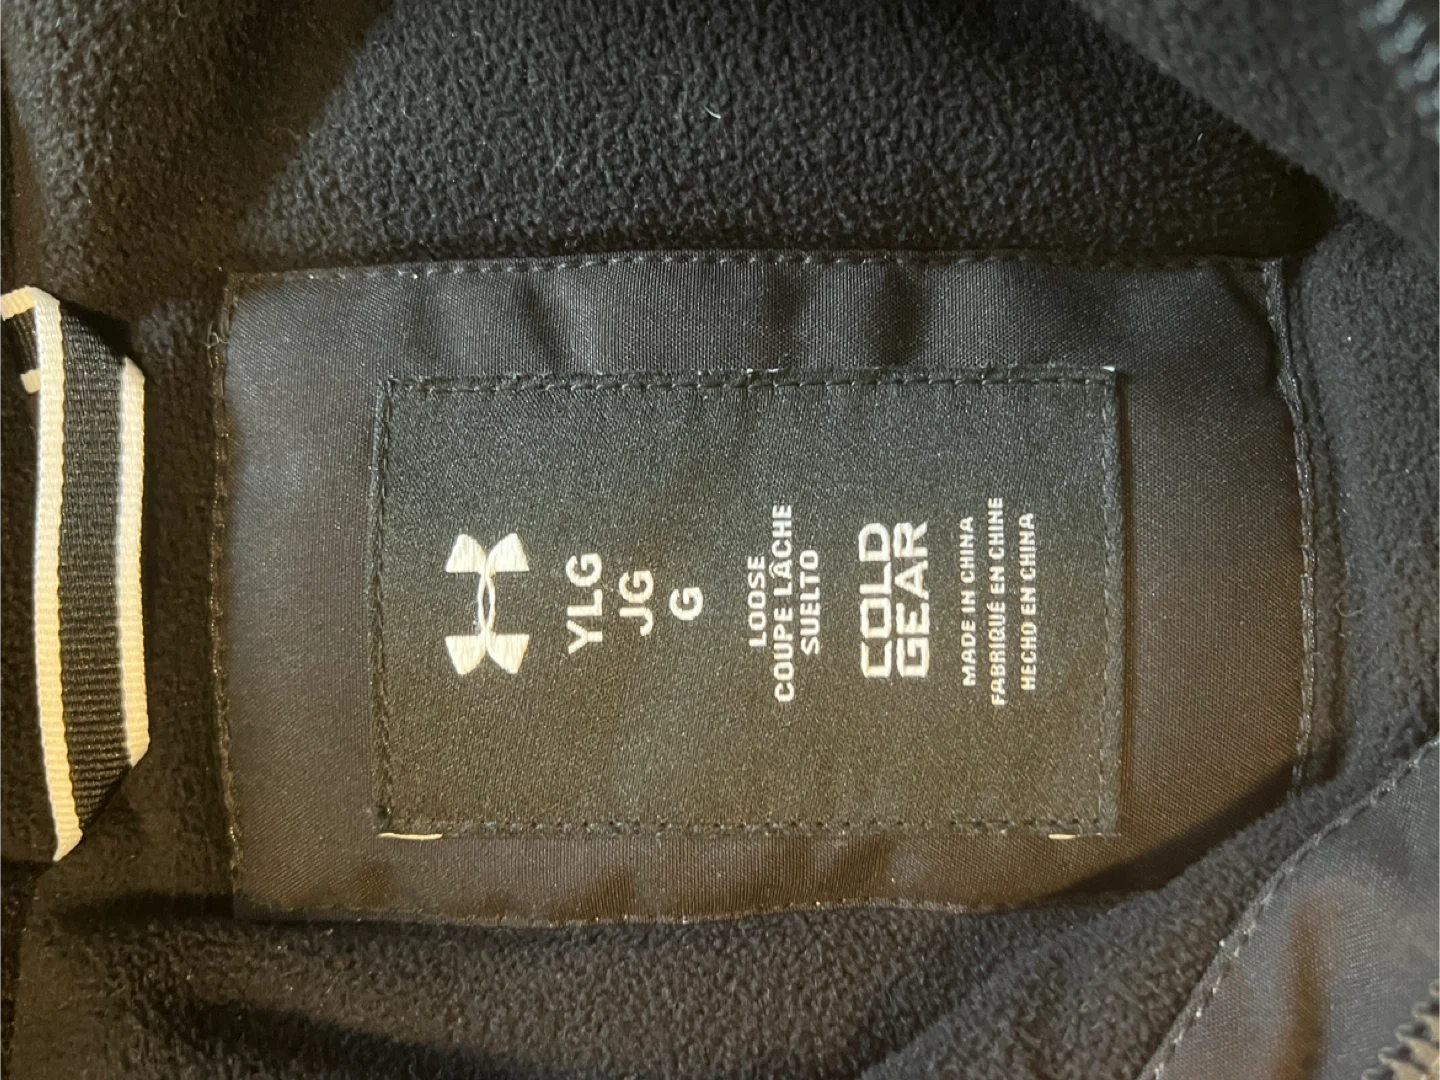 YLG
JG
G
LOOSE
COUPE LÂCHE
SUELTO
COLD
GEAR
MADE IN CHINA
FABRIQUÉ EN CHINE
HECHO EN CHINA